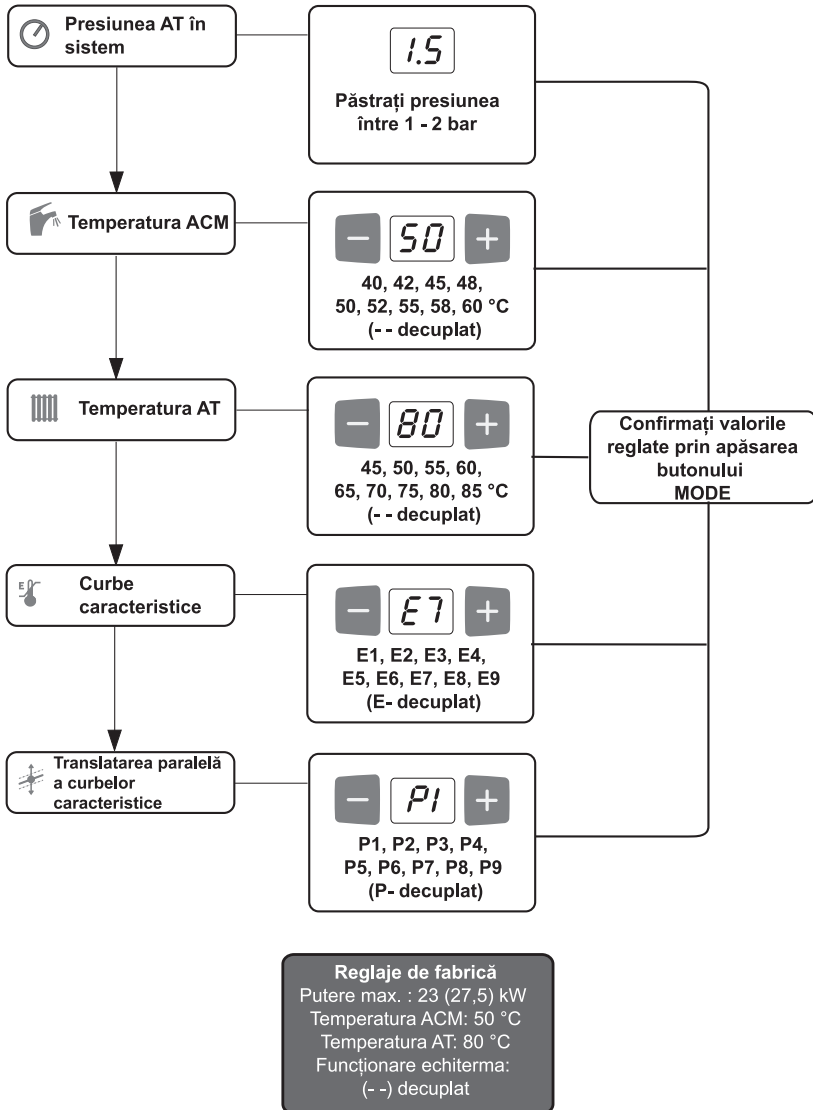 Presiunea AT în
sistem
1.5
Păstrați presiunea
între 1 - 2 bar
Temperatura ACM
50
40, 42, 45, 48,
50, 52, 55, 58, 60 °C
(- - decuplat)
Temperatura AT
80
45, 50, 55, 60,
65, 70, 75, 80, 85 °C
(- - decuplat)
Confirmați valorile
reglate prin apăsarea
butonului
MODE
E
Curbe
caracteristice
E7
E1, E2, E3, E4,
E5, E6, E7, E8, E9
(E- decuplat)
Translatarea paralelă
a curbelor
caracteristice
P1
P1, P2, P3, P4,
P5, P6, P7, P8, P9
(P- decuplat)
Reglaje de fabrică
Putere max. : 23 (27,5) kW
Temperatura ACM: 50 °C
Temperatura AT: 80 °C
Funcționare echiterma:
(- -) decuplat